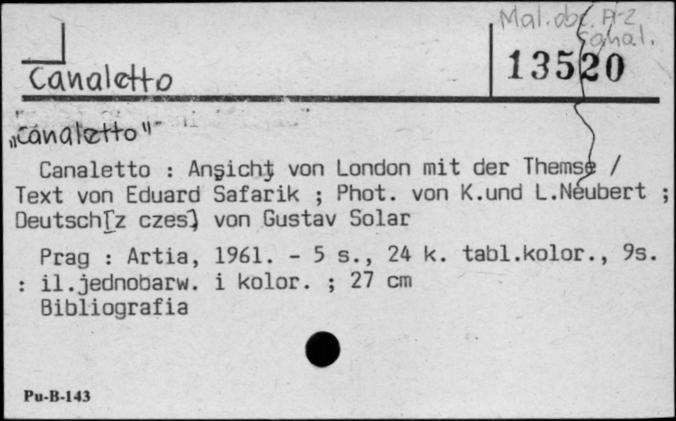 Mal. obc. A-Z
Canal.
Canaletto
13520
„Canaletto"
Canaletto : Ansicht von London mit der Themse /
Text von Eduard Safarik ; Phot. von K.und L.Neubert ;
Deutsch[z czes] von Gustav Solar
Prag : Artia, 1961. - 5 s., 24 k. tabl.kolor., 9s.
: il.jednobarw. i kolor. ; 27 cm
Bibliografia
Pu-B-143